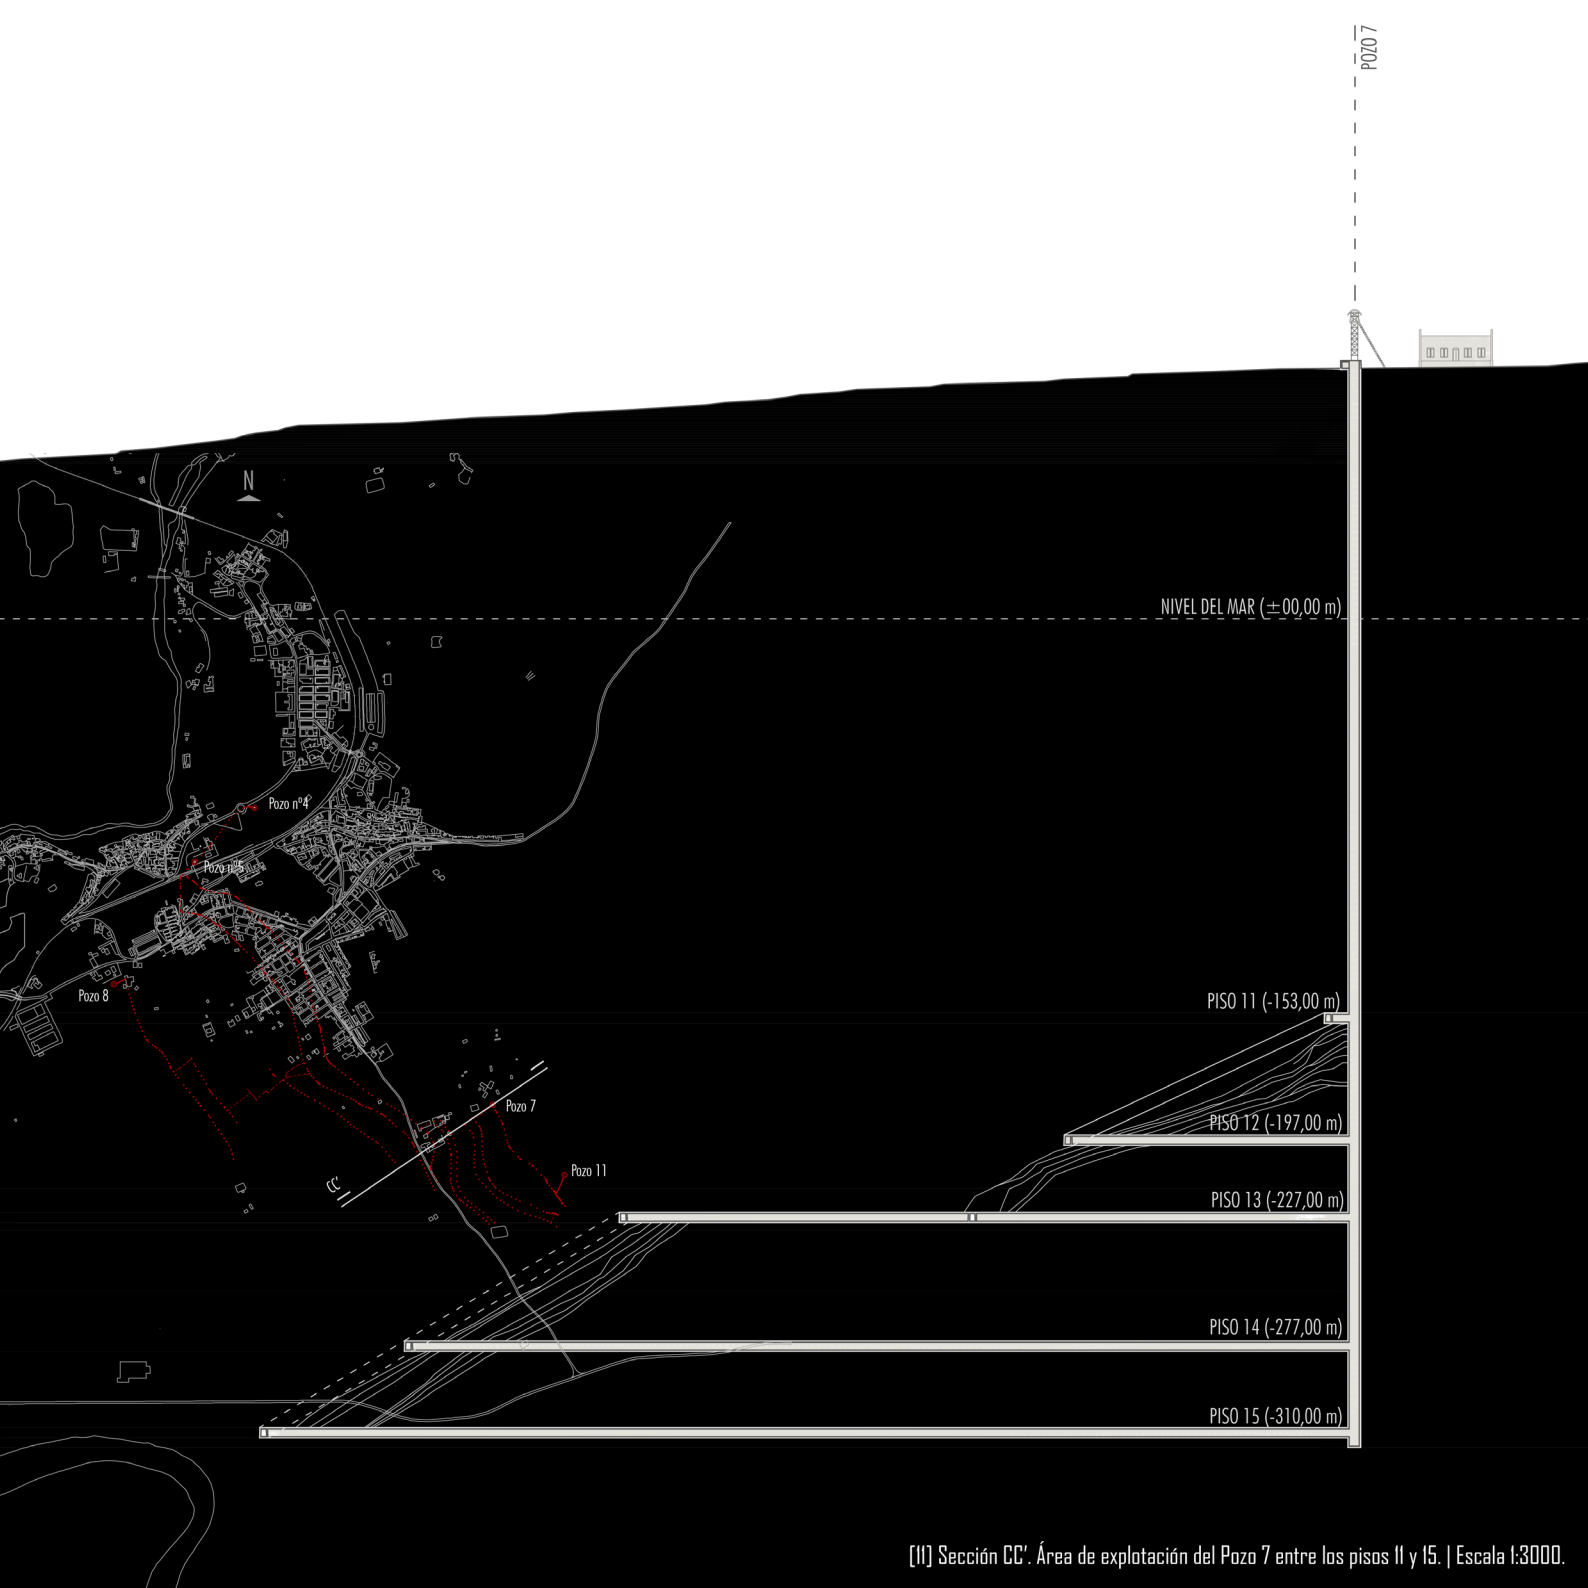 POZO 7
N
NIVEL DEL MAR (±00,00 m)
Pozo nº4
Pozo nº5
Pozo 8
PISO 11 (-153,00 m)
Pozo 7
PISO 12 (-197,00 m)
Pozo 11
CC'
PISO 13 (-227,00 m)
PISO 14 (-277,00 m)
PISO 15 (-310,00 m)
[11] Sección CC'. Área de explotación del Pozo 7 entre los pisos 11 y 15. | Escala 1:3000.